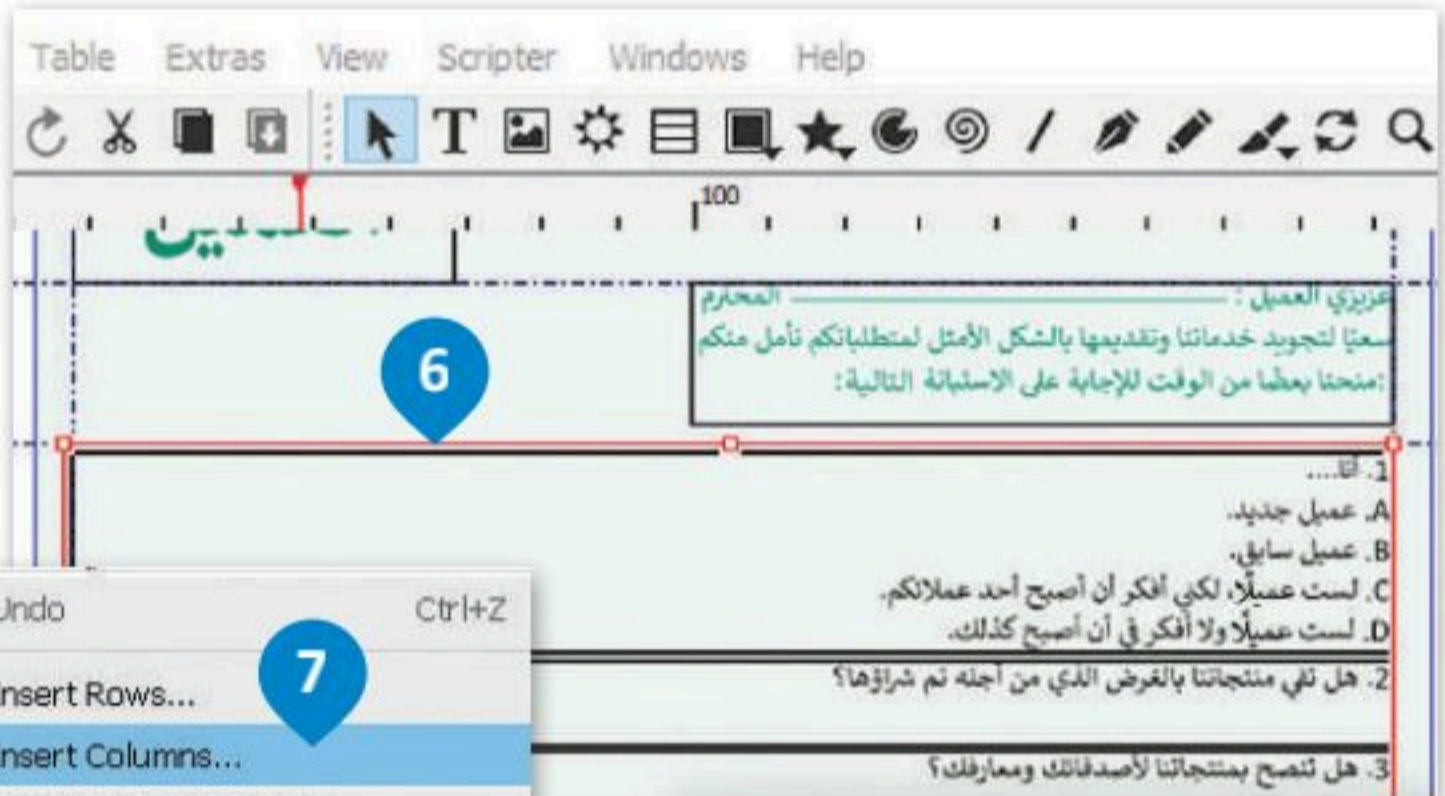 Table Extras View Scripter Windows Help
100
عزيزي العميل : ــــــــــــــــ المحترم
سعيًا لتجويد خدماتنا وتقديمها بالشكل الأمثل لمتطلباتكم نأمل منكم
:منحنا بعضًا من الوقت للإجابة على الاستبانة التالية:
6
1. أنا....
A. عميل جديد.
B. عميل سابق.
C. لست عميلًا، لكني أفكر أن أصبح أحد عملائكم.
D. لست عميلًا ولا أفكر في أن أصبح كذلك.
2. هل تفي منتجاتنا بالغرض الذي من أجله تم شراؤها؟
3. هل تنصح بمنتجاتنا لأصدقائك ومعارفك؟
Undo Ctrl+Z
7
Insert Rows...
Insert Columns...